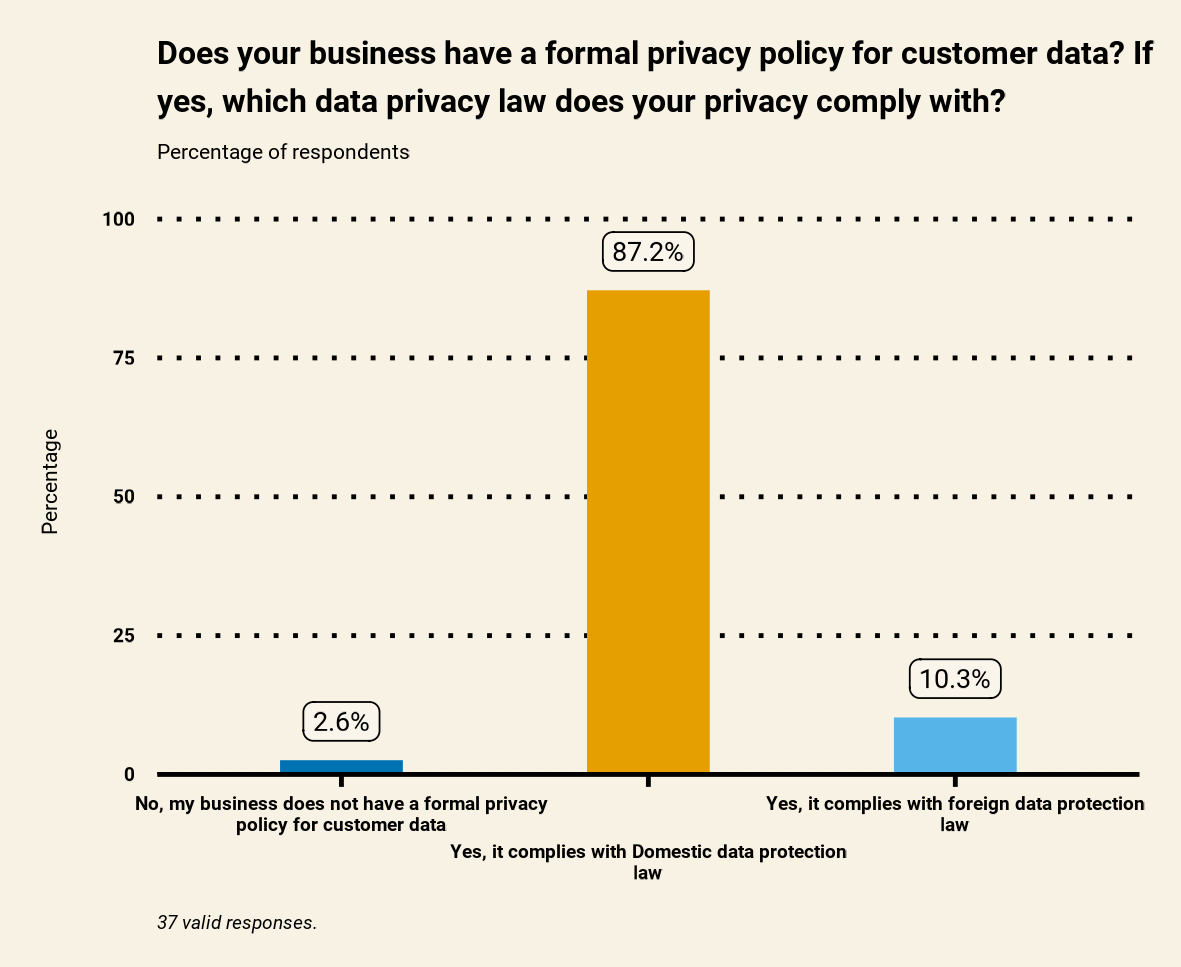 Does your business have a formal privacy policy for customer data? If
yes, which data privacy law does your privacy comply with?
Percentage of respondents
100
87.2%
75
Percentage
50
25
10.3%
2.6%
0
No, my business does not have a formal privacy
policy for customer data
Yes, it complies with foreign data protection
law
Yes, it complies with Domestic data protection
law
37 valid responses.